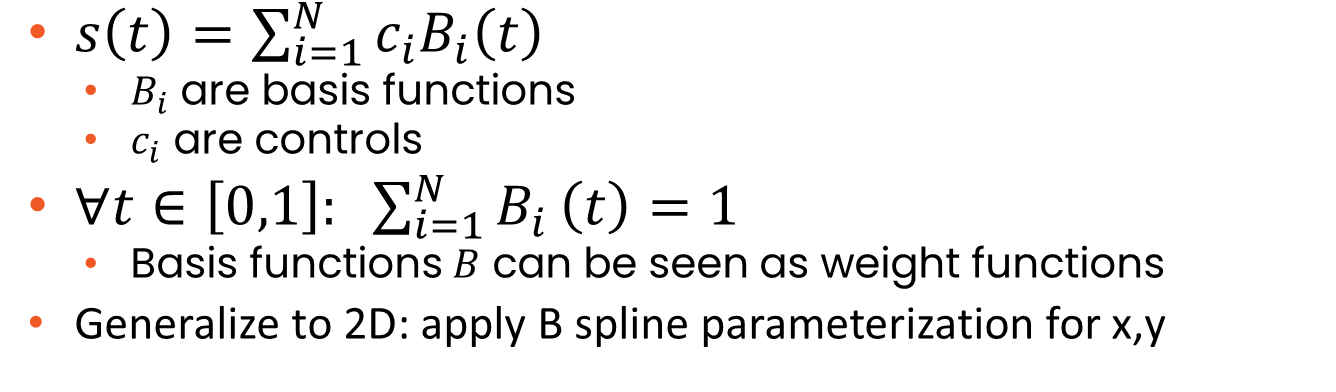 • s(t) = ∑_{i=1}^{N} c_i B_i(t)
• B_i are basis functions
• c_i are controls
• ∀t ∈ [0,1]: ∑_{i=1}^{N} B_i (t) = 1
• Basis functions B can be seen as weight functions
• Generalize to 2D: apply B spline parameterization for x,y